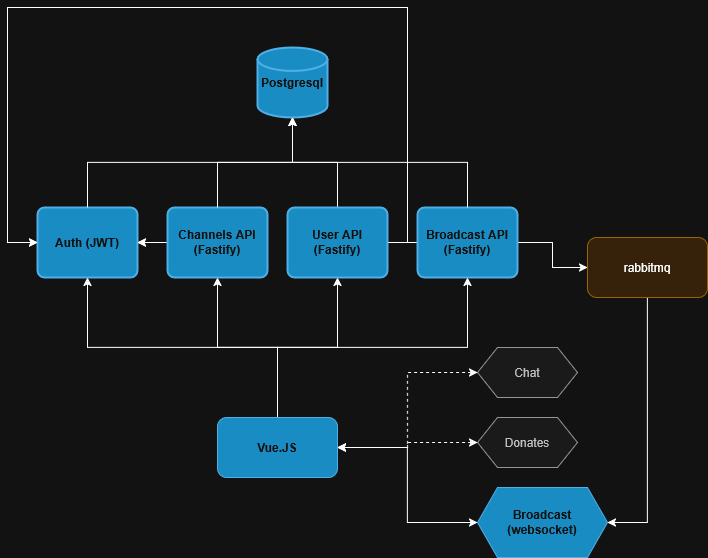 Postgresql
Auth (JWT)
Channels API
(Fastify)
User API
(Fastify)
Broadcast API
(Fastify)
rabbitmq
Chat
Vue.JS
Donates
Broadcast
(websocket)